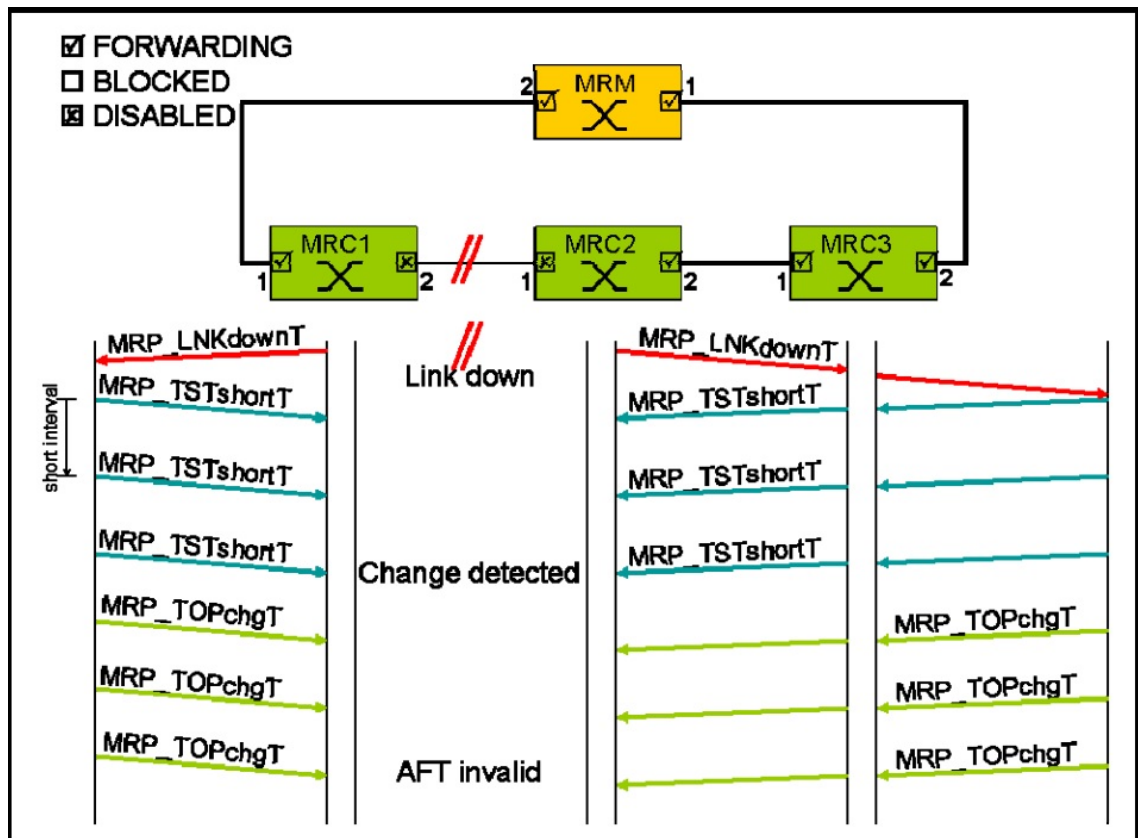 FORWARDING
BLOCKED
DISABLED
2 MRM 1
MRC1
1 2
MRC2
1 2
MRC3
1 2
MRP_LNKdownT
MRP_LNKdownT
Link down
MRP_TSTshortT
MRP_TSTshortT
short interval
MRP_TSTshortT
MRP_TSTshortT
MRP_TSTshortT
MRP_TSTshortT
Change detected
MRP_TOPchgT
MRP_TOPchgT
MRP_TOPchgT
MRP_TOPchgT
MRP_TOPchgT
AFT invalid
MRP_TOPchgT